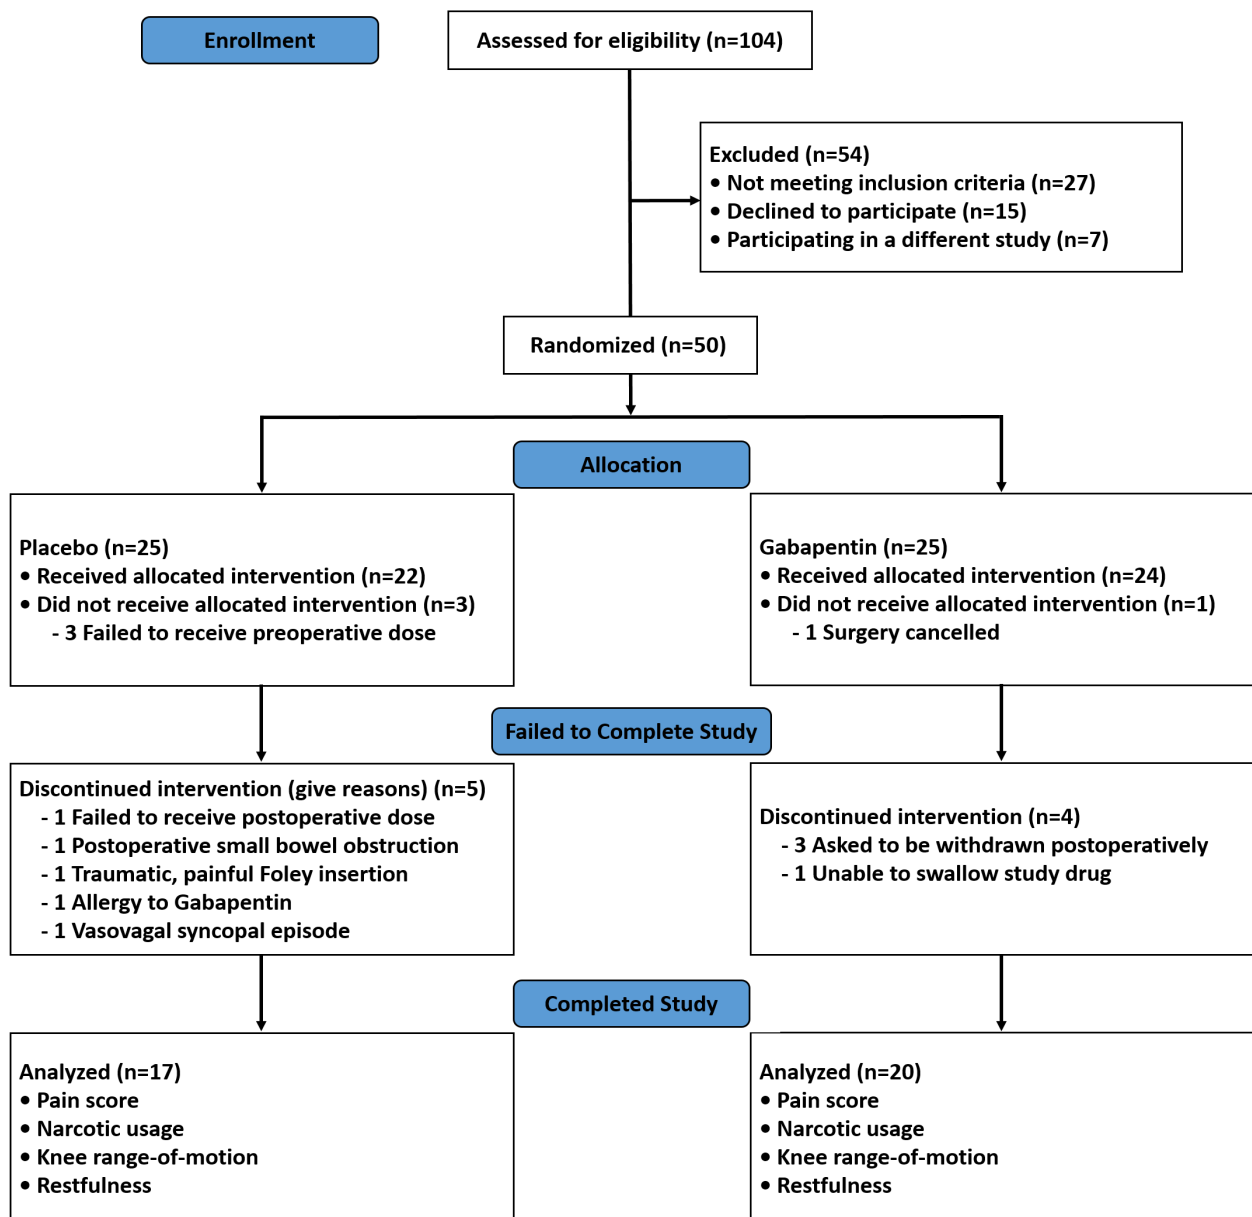 Enrollment
Assessed for eligibility (n=104)
Excluded (n=54)
• Not meeting inclusion criteria (n=27)
• Declined to participate (n=15)
• Participating in a different study (n=7)
Randomized (n=50)
Allocation
Placebo (n=25)
• Received allocated intervention (n=22)
• Did not receive allocated intervention (n=3)
- 3 Failed to receive preoperative dose
Gabapentin (n=25)
• Received allocated intervention (n=24)
• Did not receive allocated intervention (n=1)
- 1 Surgery cancelled
Failed to Complete Study
Discontinued intervention (give reasons) (n=5)
- 1 Failed to receive postoperative dose
- 1 Postoperative small bowel obstruction
- 1 Traumatic, painful Foley insertion
- 1 Allergy to Gabapentin
- 1 Vasovagal syncopal episode
Discontinued intervention (n=4)
- 3 Asked to be withdrawn postoperatively
- 1 Unable to swallow study drug
Completed Study
Analyzed (n=17)
• Pain score
• Narcotic usage
• Knee range-of-motion
• Restfulness
Analyzed (n=20)
• Pain score
• Narcotic usage
• Knee range-of-motion
• Restfulness